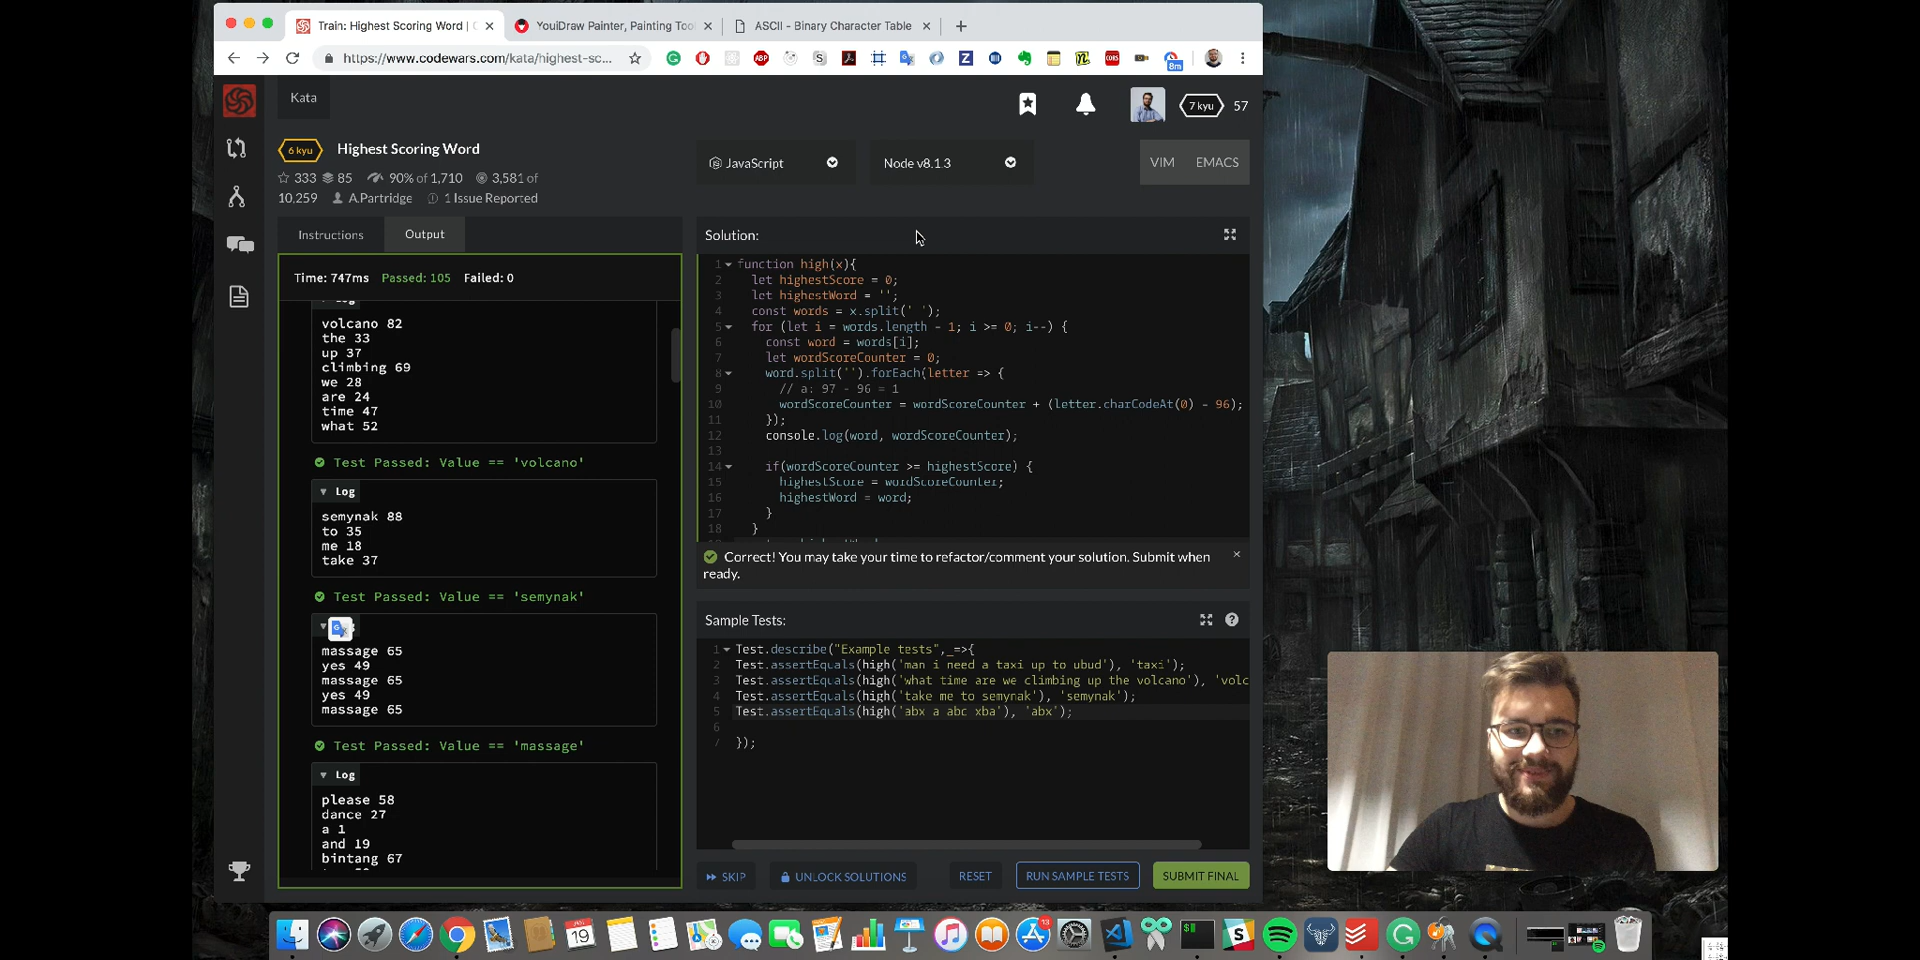 Train: Highest Scoring Word | C
YouiDraw Painter, Painting Too
ASCII - Binary Character Table
https://www.codewars.com/kata/highest-sc...
ABP
S
Z
CORS
8m
Kata
7 kyu
57
6 kyu
Highest Scoring Word
333
85
90% of 1,710
3,581 of
10,259
A.Partridge
1 Issue Reported
JavaScript
Node v8.1.3
VIM
EMACS
Instructions
Output
Time: 747ms Passed: 105 Failed: 0
volcano 82
the 33
up 37
climbing 69
we 28
are 24
time 47
what 52
Test Passed: Value == 'volcano'
Log
semynak 88
to 35
me 18
take 37
Test Passed: Value == 'semynak'
massage 65
yes 49
massage 65
yes 49
massage 65
Test Passed: Value == 'massage'
Log
please 58
dance 27
a 1
and 19
bintang 67
Solution:
1 function high(x){
2 let highestScore = 0;
3 let highestWord = '';
4 const words = x.split(' ');
5 for (let i = words.length - 1; i >= 0; i--) {
6 const word = words[i];
7 let wordScoreCounter = 0;
8 word.split('').forEach(letter => {
9 // a: 97 - 96 = 1
10 wordScoreCounter = wordScoreCounter + (letter.charCodeAt(0) - 96);
11 });
12 console.log(word, wordScoreCounter);
13
14 if(wordScoreCounter >= highestScore) {
15 highestScore = wordScoreCounter;
16 highestWord = word;
17 }
18 }
Correct! You may take your time to refactor/comment your solution. Submit when
ready.
Sample Tests:
1 Test.describe("Example tests",_=>{
2 Test.assertEquals(high('man i need a taxi up to ubud'), 'taxi');
3 Test.assertEquals(high('what time are we climbing up the volcano'), 'volc
4 Test.assertEquals(high('take me to semynak'), 'semynak');
5 Test.assertEquals(high('abx a abc xba'), 'abx');
6
7 });
SKIP
UNLOCK SOLUTIONS
RESET
RUN SAMPLE TESTS
SUBMIT FINAL
19
13